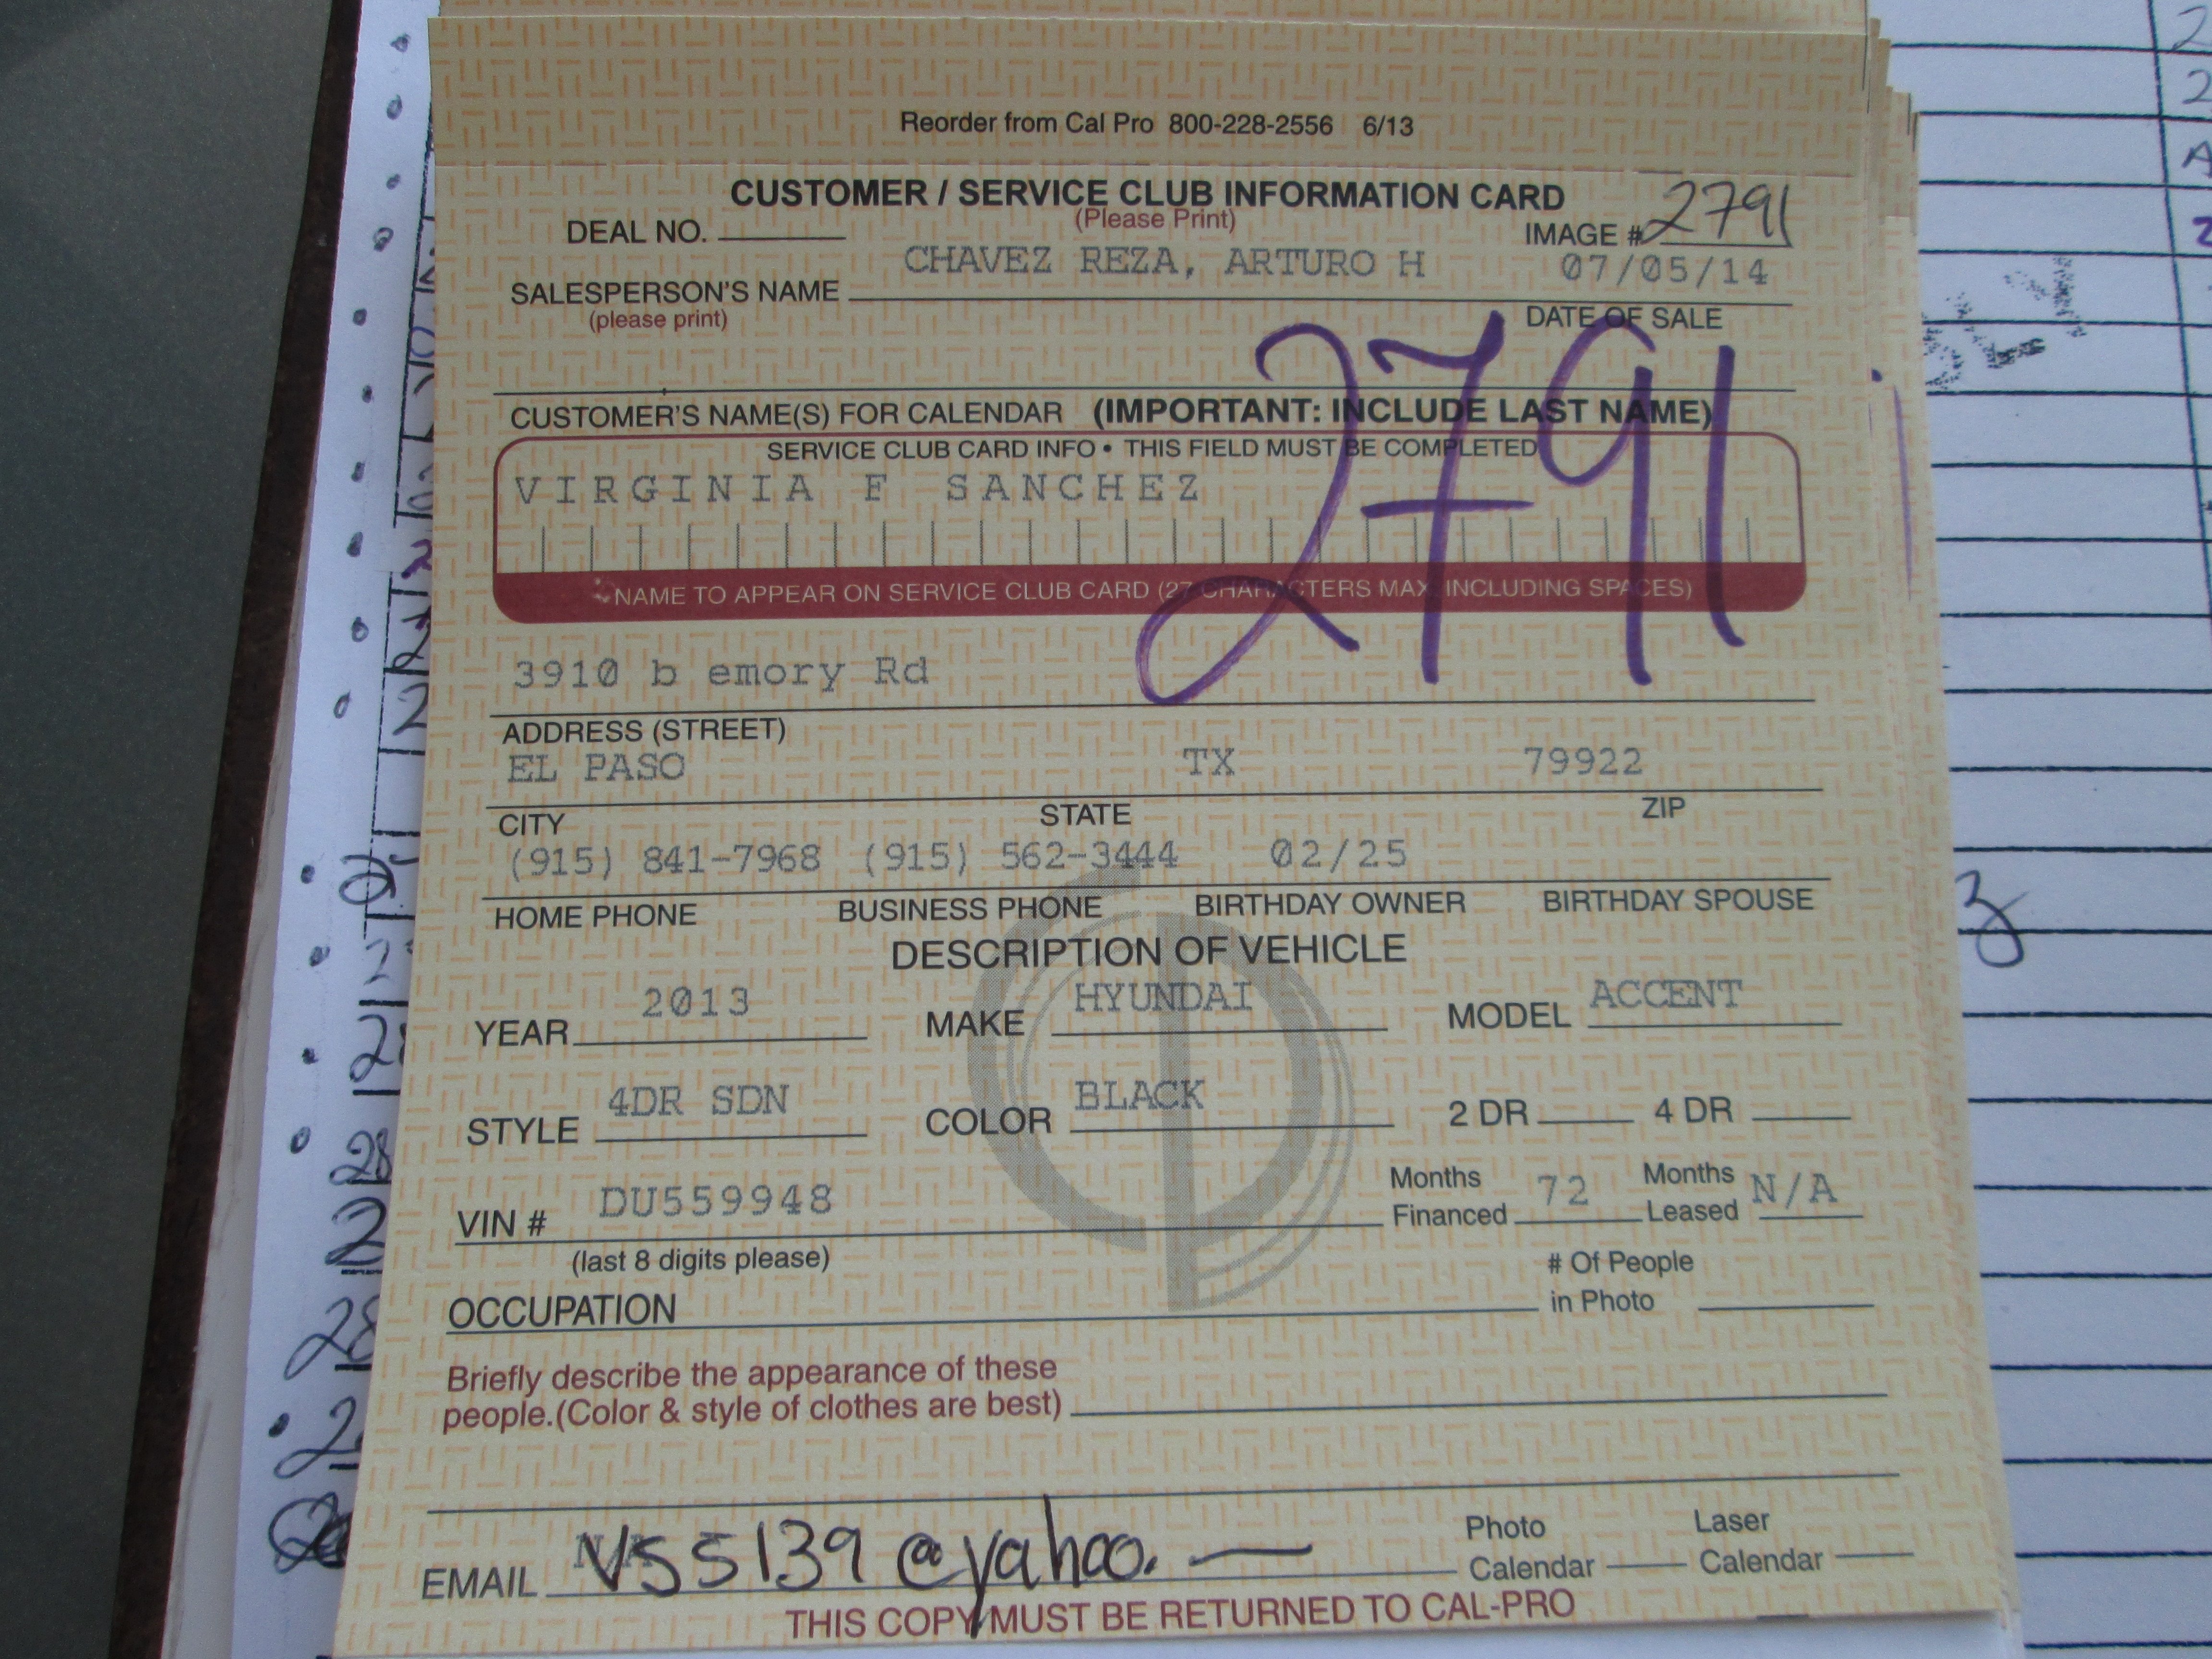 Reorder from Cal Pro 800-228-2556 6/13
CUSTOMER / SERVICE CLUB INFORMATION CARD
(Please Print)
DEAL NO. IMAGE # 2791
CHAVEZ REZA, ARTURO H 07/05/14
SALESPERSON'S NAME
(please print) DATE OF SALE
2791
CUSTOMER'S NAME(S) FOR CALENDAR (IMPORTANT: INCLUDE LAST NAME)
SERVICE CLUB CARD INFO • THIS FIELD MUST BE COMPLETED
VIRGINIA F SANCHEZ
NAME TO APPEAR ON SERVICE CLUB CARD (27 CHARACTERS MAX. INCLUDING SPACES)
3910 b emory Rd
ADDRESS (STREET)
EL PASO TX 79922
CITY STATE ZIP
(915) 841-7968 (915) 562-3444 02/25
HOME PHONE BUSINESS PHONE BIRTHDAY OWNER BIRTHDAY SPOUSE
DESCRIPTION OF VEHICLE
YEAR 2013 MAKE HYUNDAI MODEL ACCENT
STYLE 4DR SDN COLOR BLACK 2 DR 4 DR
VIN # DU559948 Months Financed 72 Months Leased N/A
(last 8 digits please)
OCCUPATION # Of People in Photo
Briefly describe the appearance of these
people.(Color & style of clothes are best)
EMAIL VSS139@yahoo. — Photo Calendar Laser Calendar
THIS COPY MUST BE RETURNED TO CAL-PRO